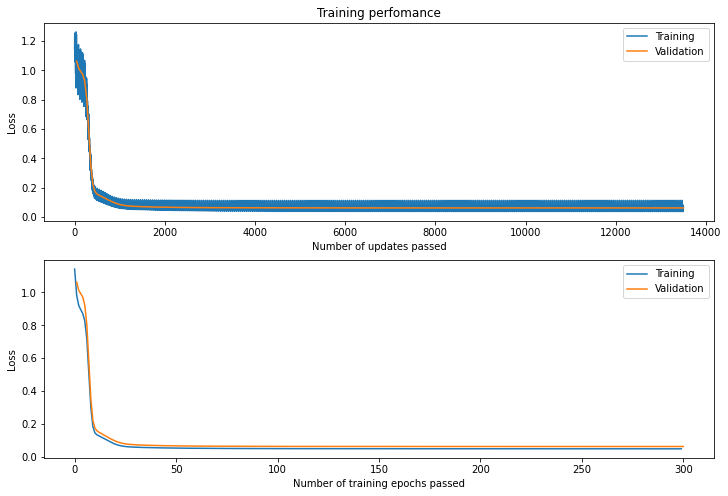 Training perfomance
Training
Validation
Loss
1.2
1.0
0.8
0.6
0.4
0.2
0.0
0 2000 4000 6000 8000 10000 12000 14000
Number of updates passed
Training
Validation
Loss
1.0
0.8
0.6
0.4
0.2
0.0
0 50 100 150 200 250 300
Number of training epochs passed